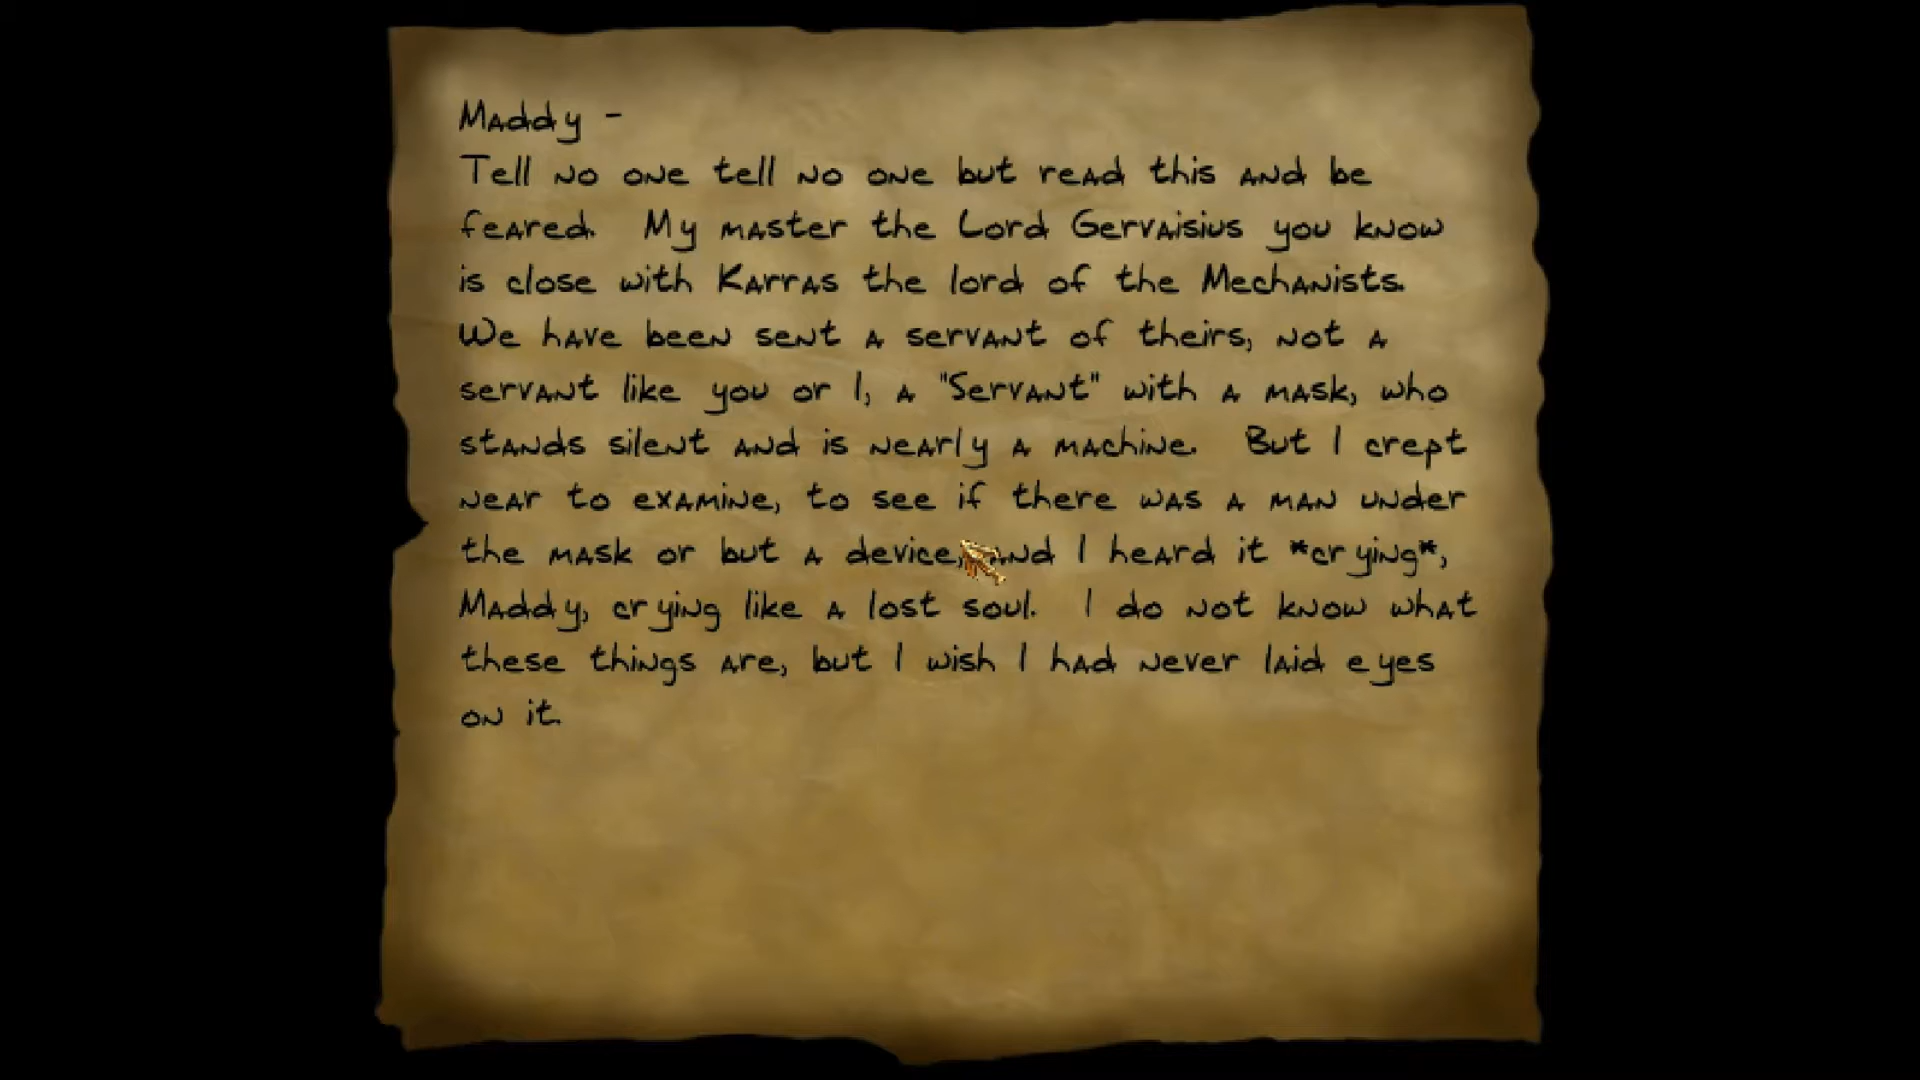 Maddy -
Tell no one tell no one but read this and be
feared. My master the Lord Gervaisius you know
is close with Karras the lord of the Mechanists.
We have been sent a servant of theirs, not a
servant like you or I, a "Servant" with a mask, who
stands silent and is nearly a machine. But I crept
near to examine, to see if there was a man under
the mask or but a device, and I heard it *crying*,
Maddy, crying like a lost soul. I do not know what
these things are, but I wish I had never laid eyes
on it.